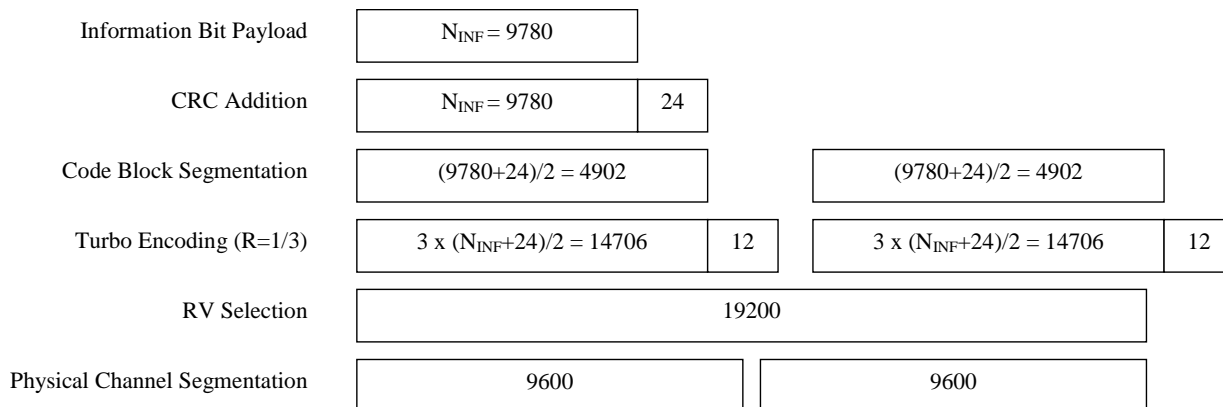 Information Bit Payload N_INF = 9780
CRC Addition N_INF = 9780 24
Code Block Segmentation (9780+24)/2 = 4902 (9780+24)/2 = 4902
Turbo Encoding (R=1/3) 3 x (N_INF+24)/2 = 14706 12 3 x (N_INF+24)/2 = 14706 12
RV Selection 19200
Physical Channel Segmentation 9600 9600